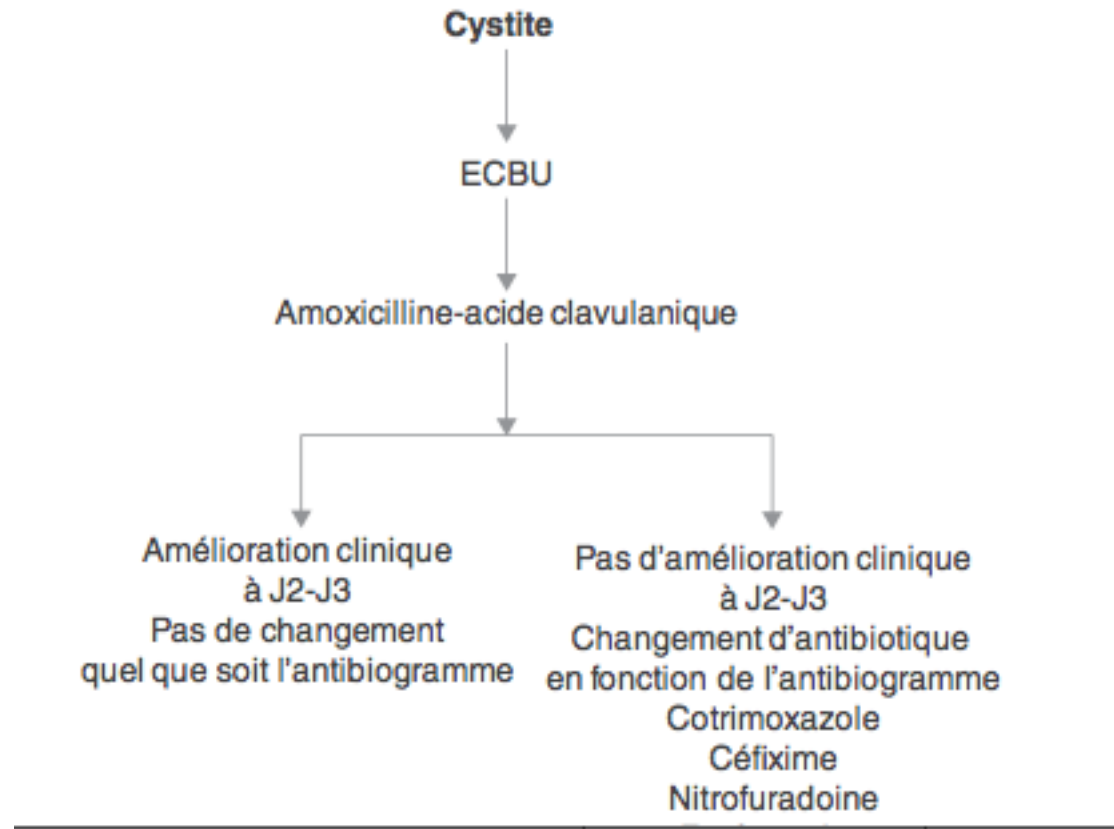 Cystite
ECBU
Amoxicilline-acide clavulanique
Amélioration clinique
à J2-J3
Pas de changement
quel que soit l'antibiogramme
Pas d'amélioration clinique
à J2-J3
Changement d'antibiotique
en fonction de l'antibiogramme
Cotrimoxazole
Céfixime
Nitrofuradoine